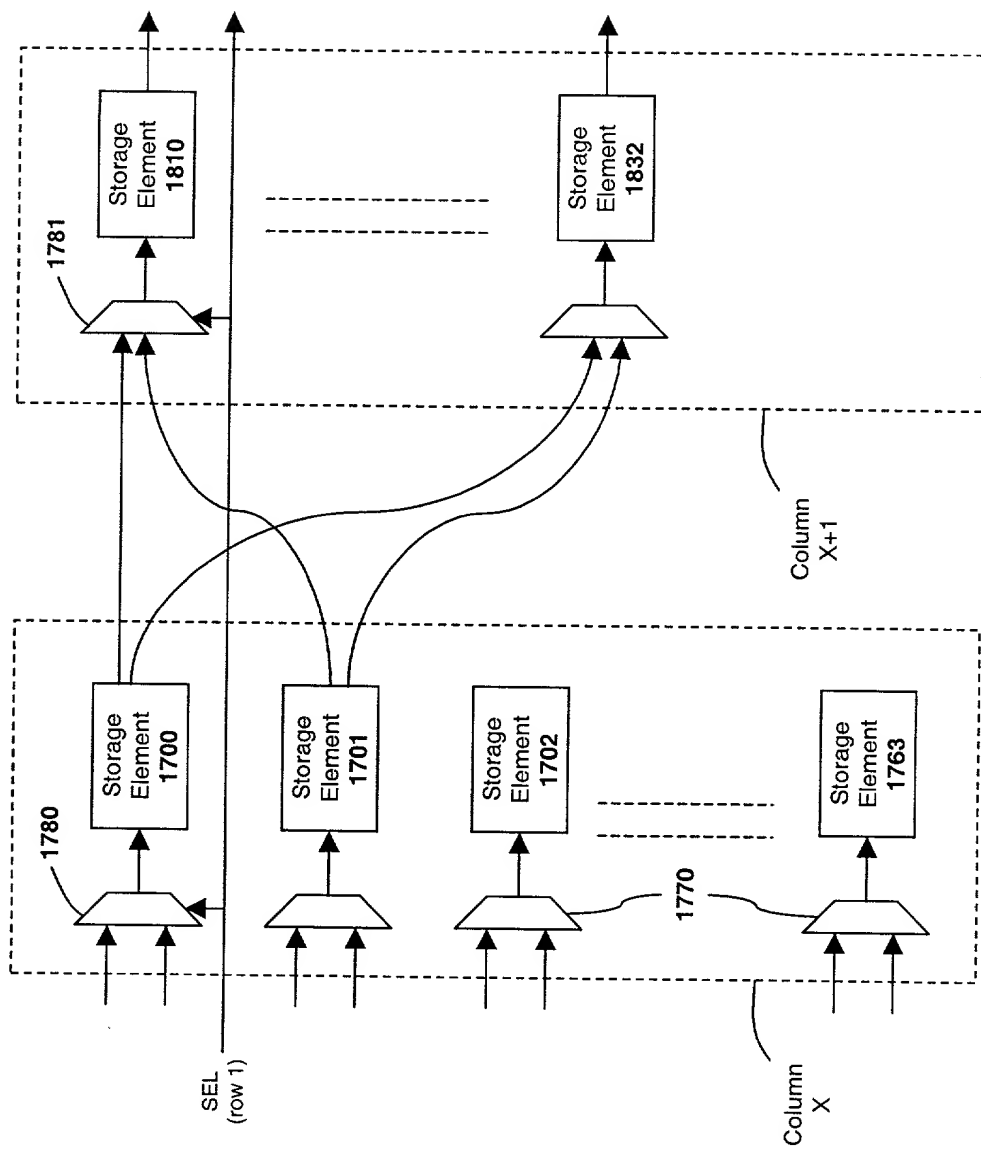 1780
Storage
Element
1700
Storage
Element
1701
Storage
Element
1702
Storage
Element
1763
1770
SEL
(row 1)
Column
X
1781
Storage
Element
1810
Storage
Element
1832
Column
X+1